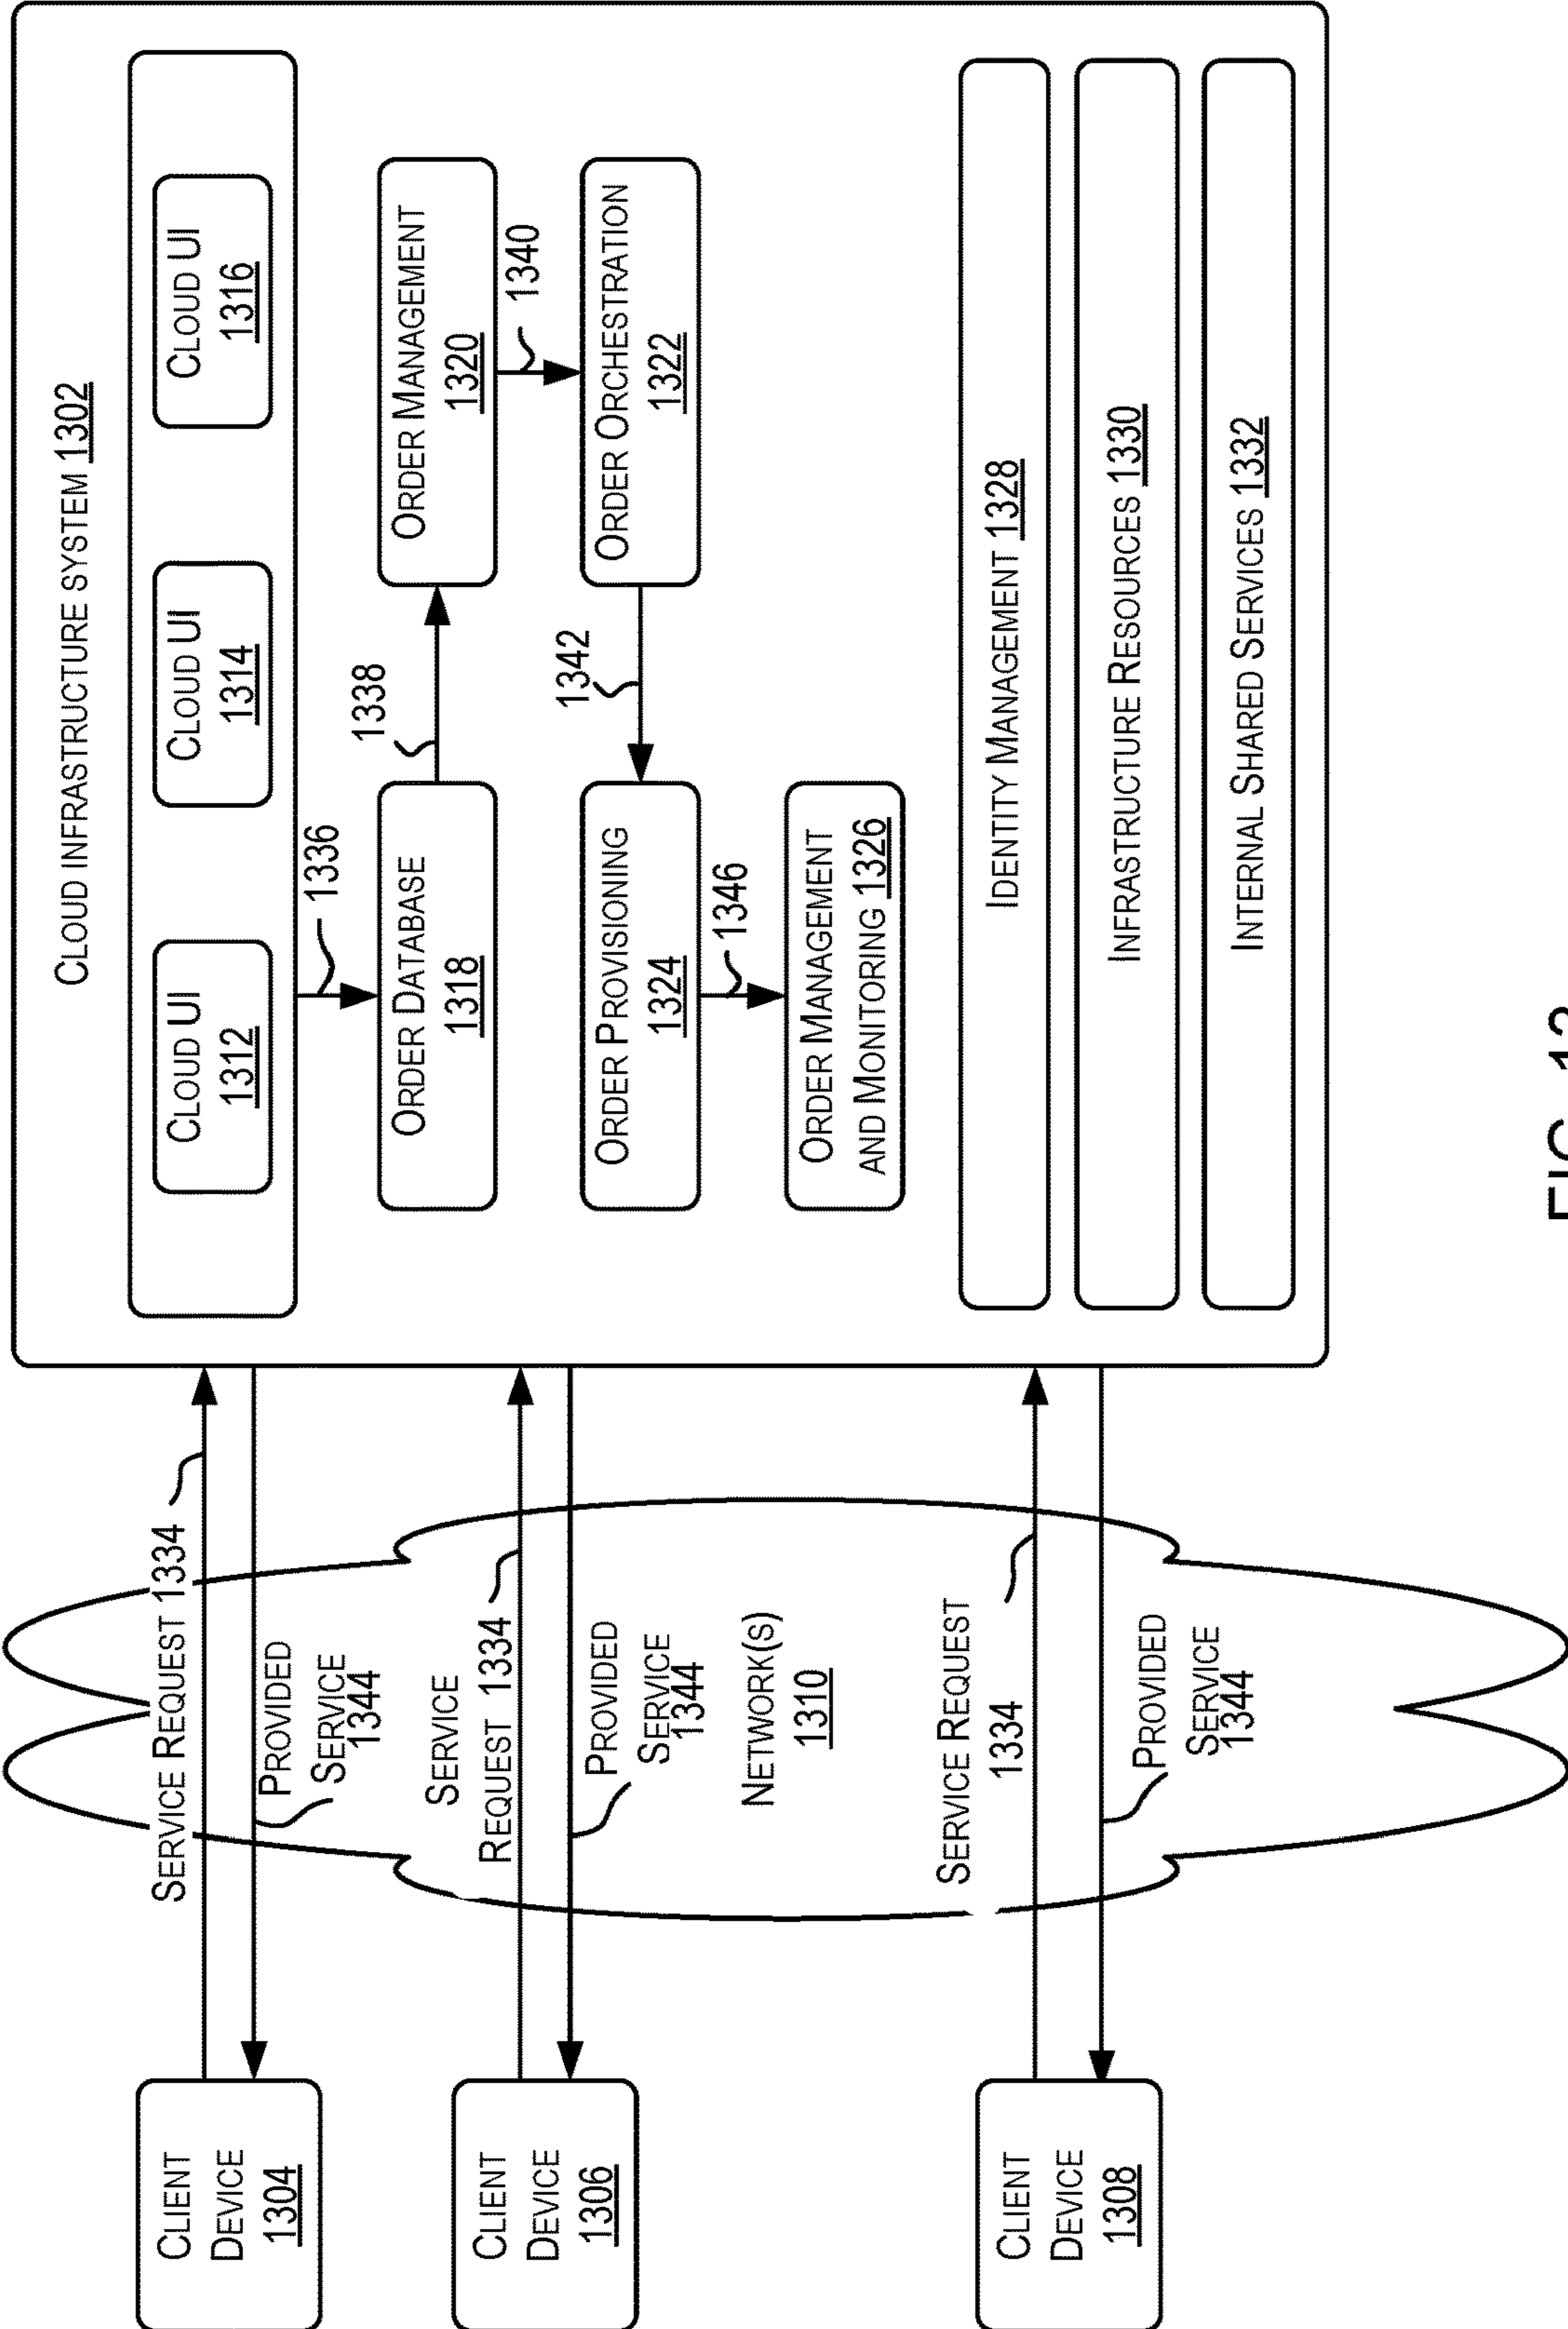 CLOUD INFRASTRUCTURE SYSTEM 1302
CLOUD UI
1312
CLOUD UI
1314
CLOUD UI
1316
1336
ORDER DATABASE
1318
1338
ORDER MANAGEMENT
1320
1340
ORDER ORCHESTRATION
1322
1342
ORDER PROVISIONING
1324
1346
ORDER MANAGEMENT
AND MONITORING 1326
IDENTITY MANAGEMENT 1328
INFRASTRUCTURE RESOURCES 1330
INTERNAL SHARED SERVICES 1332
CLIENT
DEVICE
1304
SERVICE REQUEST 1334
PROVIDED
SERVICE
1344
CLIENT
DEVICE
1306
SERVICE
REQUEST 1334
PROVIDED
SERVICE
1344
NETWORK(S)
1310
CLIENT
DEVICE
1308
SERVICE REQUEST
1334
PROVIDED
SERVICE
1344